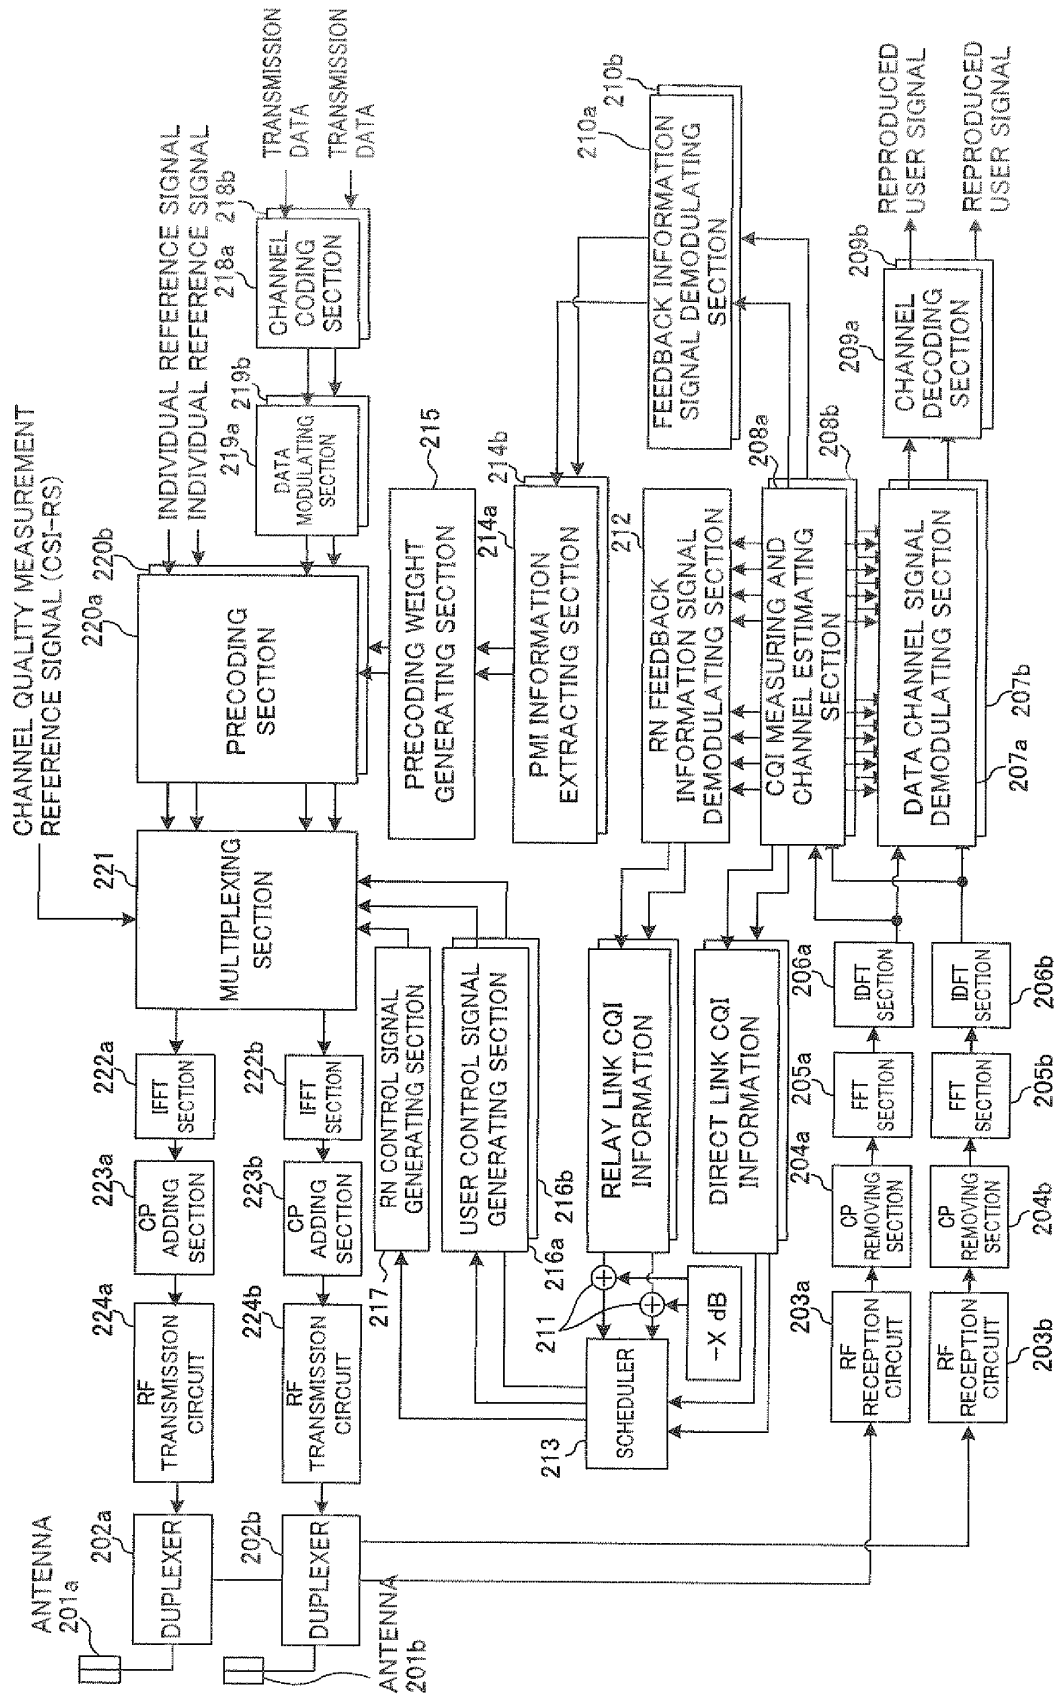 CHANNEL QUALITY MEASUREMENT
REFERENCE SIGNAL (CSI-RS)
INDIVIDUAL REFERENCE SIGNAL
INDIVIDUAL REFERENCE SIGNAL
TRANSMISSION
DATA
TRANSMISSION
DATA
ANTENNA
201a
202a
DUPLEXER
224a
RF
TRANSMISSION
CIRCUIT
223a
CP
ADDING
SECTION
222a
IFFT
SECTION
221
MULTIPLEXING
SECTION
220a
220b
PRECODING
SECTION
219a
219b
DATA
MODULATING
SECTION
218a
218b
CHANNEL
CODING
SECTION
ANTENNA
201b
202b
DUPLEXER
224b
RF
TRANSMISSION
CIRCUIT
223b
CP
ADDING
SECTION
222b
IFFT
SECTION
217
RN CONTROL SIGNAL
GENERATING SECTION
USER CONTROL SIGNAL
GENERATING SECTION
216a
216b
215
PRECODING WEIGHT
GENERATING SECTION
214a
214b
PMI INFORMATION
EXTRACTING SECTION
210a
210b
FEEDBACK INFORMATION
SIGNAL DEMODULATING
SECTION
213
SCHEDULER
211
-X dB
RELAY LINK CQI
INFORMATION
DIRECT LINK CQI
INFORMATION
212
RN FEEDBACK
INFORMATION SIGNAL
DEMODULATING SECTION
208a
208b
CQI MEASURING AND
CHANNEL ESTIMATING
SECTION
203a
RF
RECEPTION
CIRCUIT
204a
CP
REMOVING
SECTION
205a
FFT
SECTION
206a
IDFT
SECTION
DATA CHANNEL SIGNAL
DEMODULATING SECTION
207a
207b
209a
209b
CHANNEL
DECODING
SECTION
REPRODUCED
USER SIGNAL
REPRODUCED
USER SIGNAL
RF
RECEPTION
CIRCUIT
203b
CP
REMOVING
SECTION
204b
FFT
SECTION
205b
IDFT
SECTION
206b